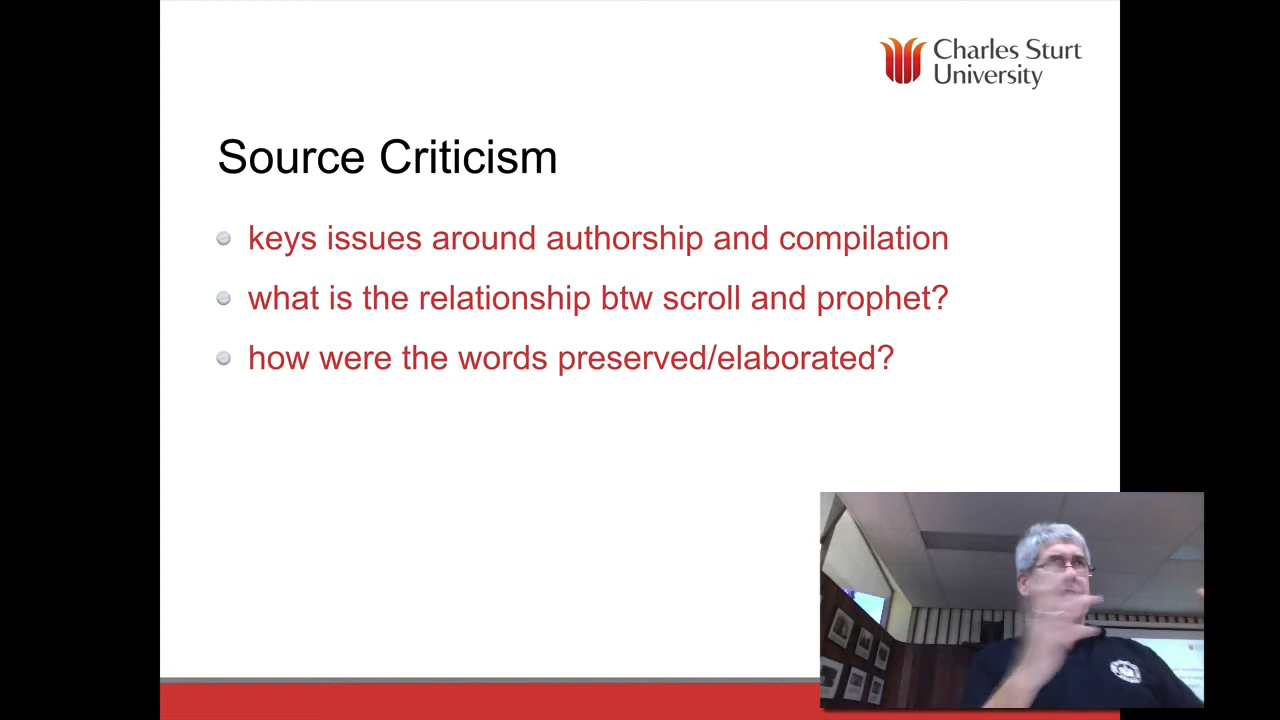 Charles Sturt
University
Source Criticism
keys issues around authorship and compilation
what is the relationship btw scroll and prophet?
how were the words preserved/elaborated?